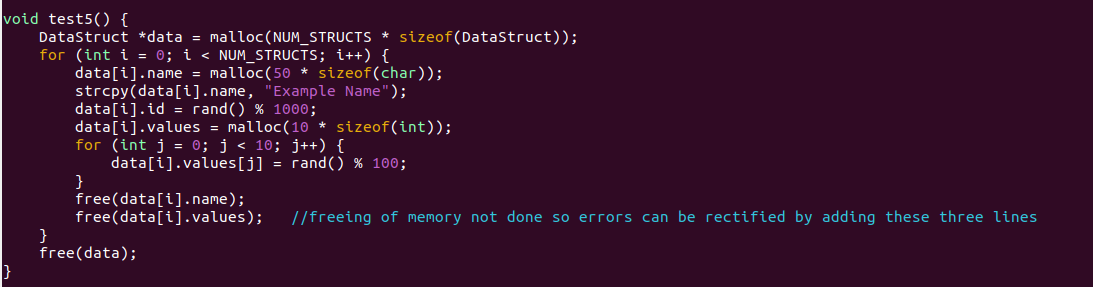 void test5() {
    DataStruct *data = malloc(NUM_STRUCTS * sizeof(DataStruct));
    for (int i = 0; i < NUM_STRUCTS; i++) {
        data[i].name = malloc(50 * sizeof(char));
        strcpy(data[i].name, "Example Name");
        data[i].id = rand() % 1000;
        data[i].values = malloc(10 * sizeof(int));
        for (int j = 0; j < 10; j++) {
            data[i].values[j] = rand() % 100;
        }
        free(data[i].name);
        free(data[i].values);   //freeing of memory not done so errors can be rectified by adding these three lines
    }
    free(data);
}